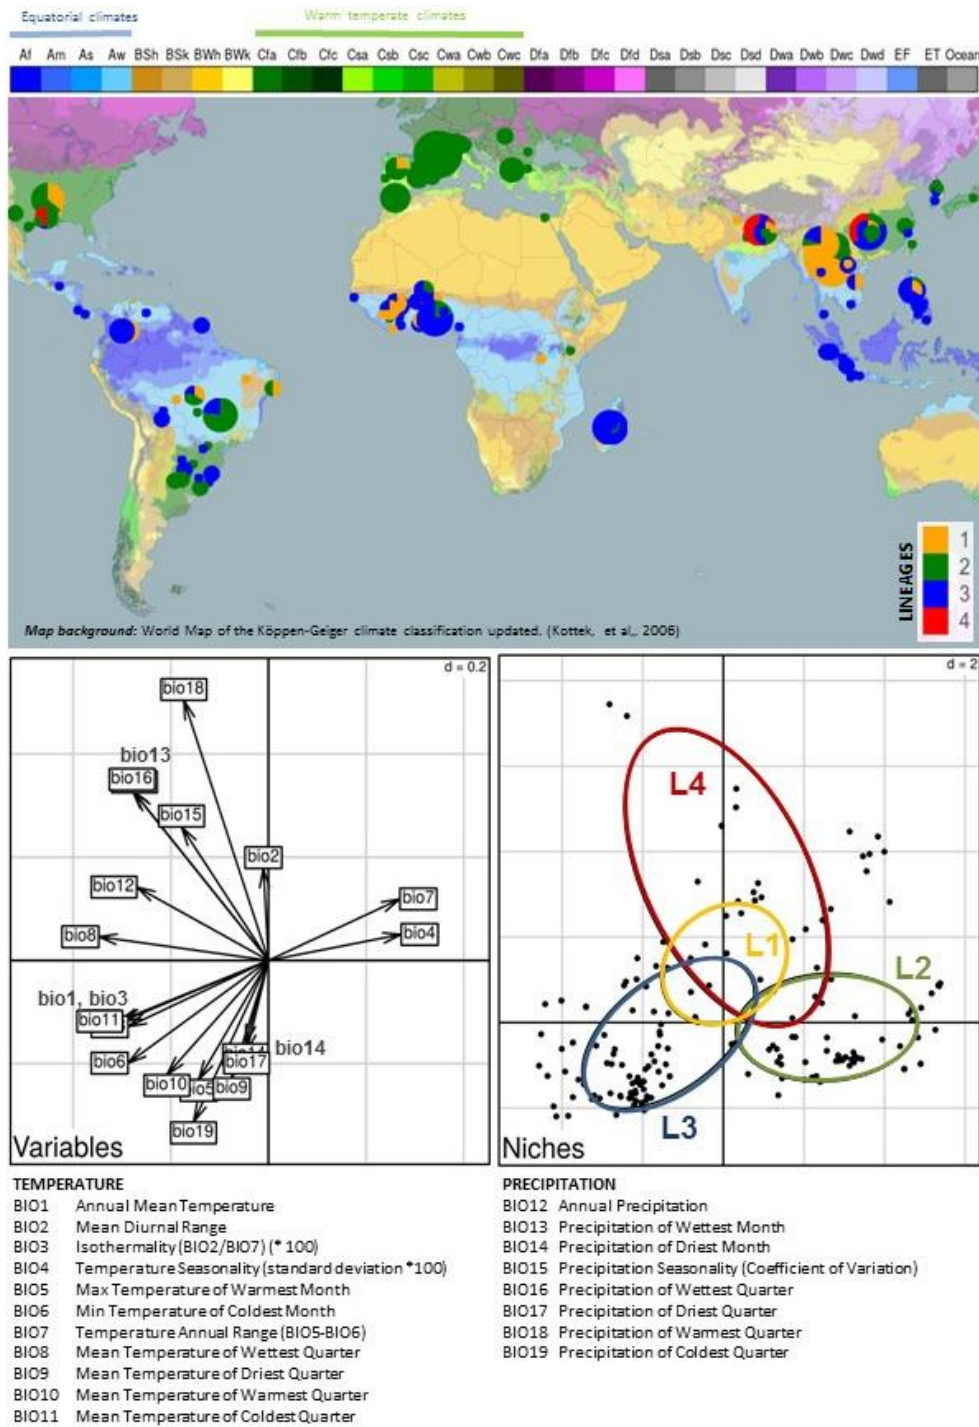 Equatorial climates
Warm temperate climates
Af Am As Aw BSh BSk BWh BWk Cfa Cfb Cfc Csa Csb Csc Cwa Cwb Cwc Dfa Dfb Dfc Dfd Dsa Dsb Dsc Dsd Dwa Dwb Dwc Dwd EF ET Ocean
LINEAGES
1
2
3
4
Map background: World Map of the Köppen-Geiger climate classification updated. (Kottek, et al,, 2006)
d = 0.2
bio18
bio13
bio16
bio15
bio2
bio12
bio7
bio8
bio4
bio1, bio3
bio11
bio14
bio17
bio6
bio10
bio5
bio9
bio19
Variables
d = 2
L4
L1
L2
L3
Niches
TEMPERATURE
BIO1 Annual Mean Temperature
BIO2 Mean Diurnal Range
BIO3 Isothermality (BIO2/BIO7) (* 100)
BIO4 Temperature Seasonality (standard deviation *100)
BIO5 Max Temperature of Warmest Month
BIO6 Min Temperature of Coldest Month
BIO7 Temperature Annual Range (BIO5-BIO6)
BIO8 Mean Temperature of Wettest Quarter
BIO9 Mean Temperature of Driest Quarter
BIO10 Mean Temperature of Warmest Quarter
BIO11 Mean Temperature of Coldest Quarter
PRECIPITATION
BIO12 Annual Precipitation
BIO13 Precipitation of Wettest Month
BIO14 Precipitation of Driest Month
BIO15 Precipitation Seasonality (Coefficient of Variation)
BIO16 Precipitation of Wettest Quarter
BIO17 Precipitation of Driest Quarter
BIO18 Precipitation of Warmest Quarter
BIO19 Precipitation of Coldest Quarter